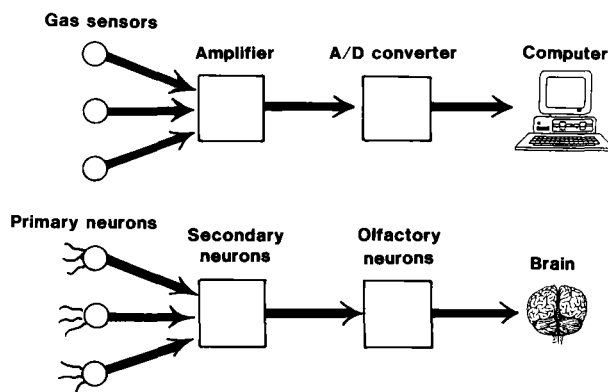 Gas sensors
Amplifier
A/D converter
Computer
Primary neurons
Secondary
neurons
Olfactory
neurons
Brain